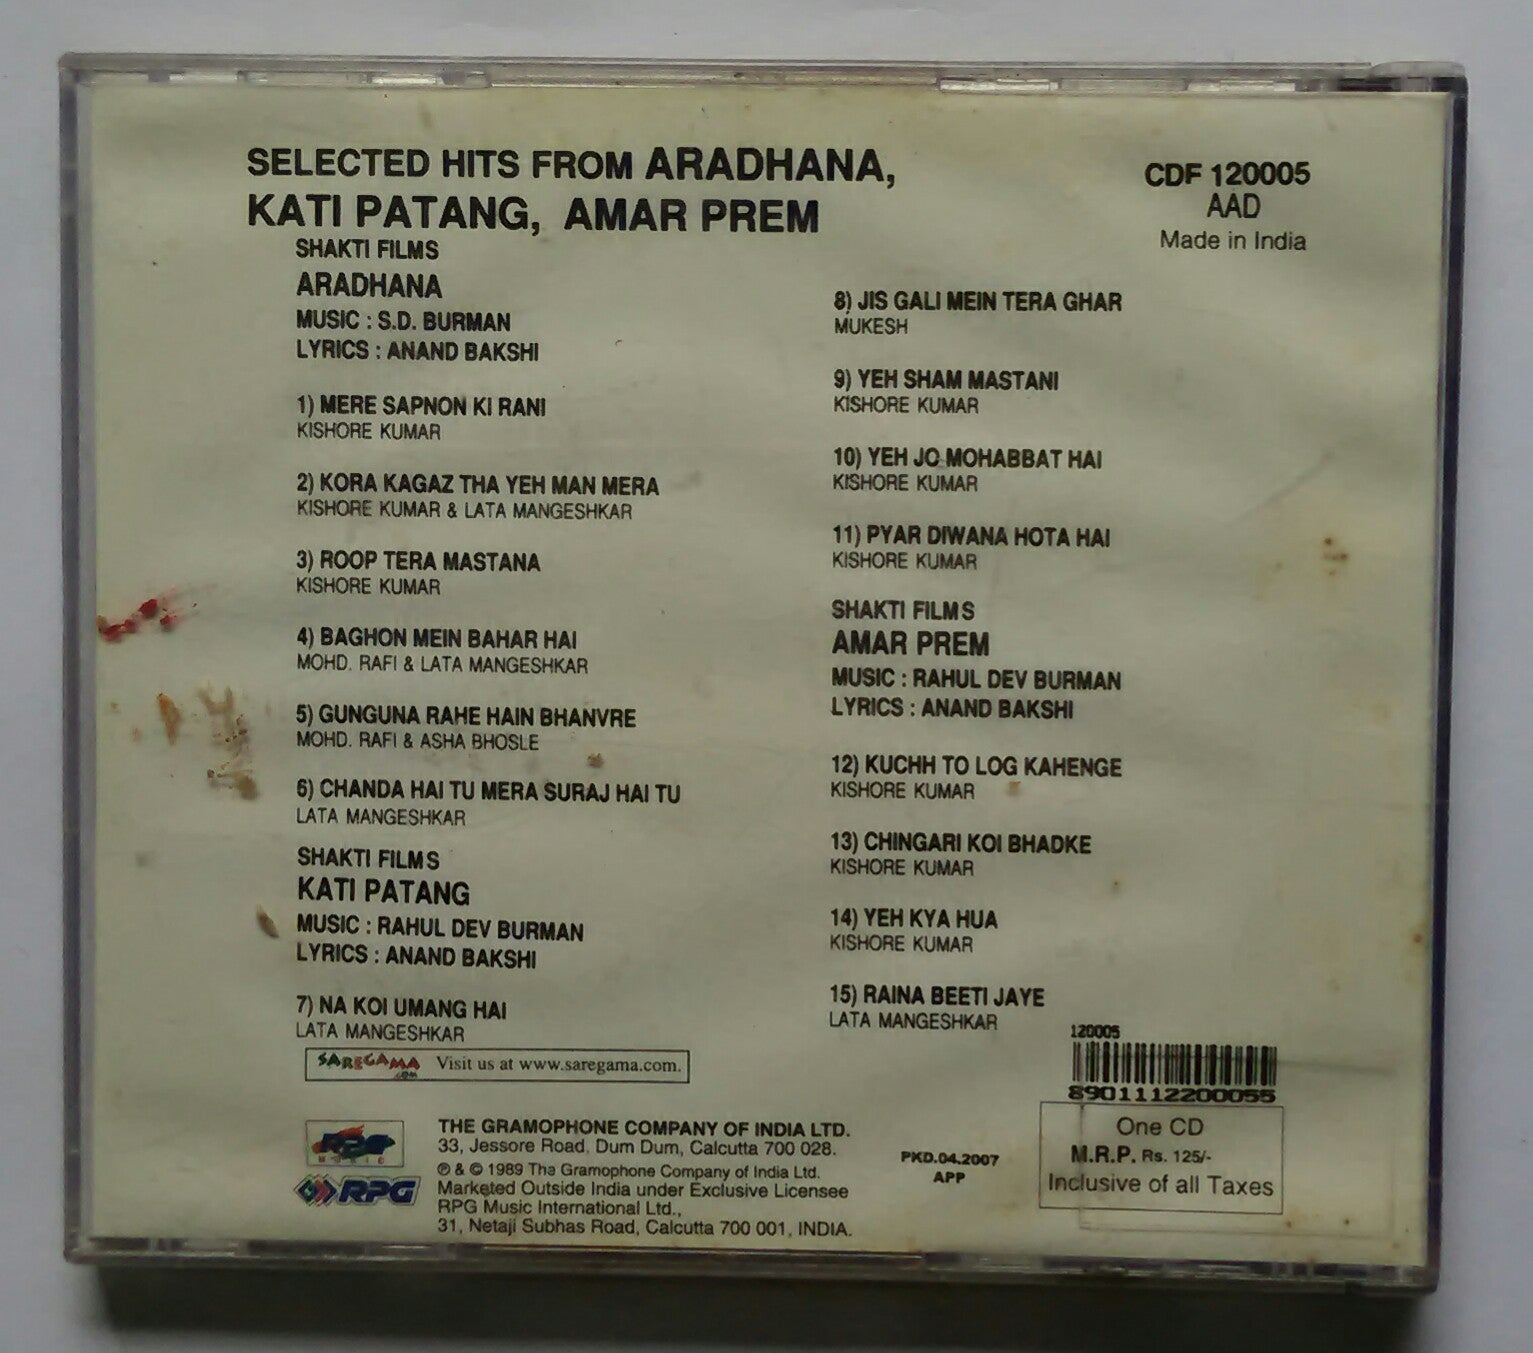 SELECTED HITS FROM ARADHANA,
KATI PATANG, AMAR PREM
CDF 120005
AAD
Made in India
SHAKTI FILMS
ARADHANA
MUSIC : S.D. BURMAN
LYRICS : ANAND BAKSHI
1) MERE SAPNON KI RANI
KISHORE KUMAR
2) KORA KAGAZ THA YEH MAN MERA
KISHORE KUMAR & LATA MANGESHKAR
3) ROOP TERA MASTANA
KISHORE KUMAR
4) BAGHON MEIN BAHAR HAI
MOHD. RAFI & LATA MANGESHKAR
5) GUNGUNA RAHE HAIN BHANVRE
MOHD. RAFI & ASHA BHOSLE
6) CHANDA HAI TU MERA SURAJ HAI TU
LATA MANGESHKAR
SHAKTI FILMS
KATI PATANG
MUSIC : RAHUL DEV BURMAN
LYRICS : ANAND BAKSHI
7) NA KOI UMANG HAI
LATA MANGESHKAR
8) JIS GALI MEIN TERA GHAR
MUKESH
9) YEH SHAM MASTANI
KISHORE KUMAR
10) YEH JO MOHABBAT HAI
KISHORE KUMAR
11) PYAR DIWANA HOTA HAI
KISHORE KUMAR
SHAKTI FILMS
AMAR PREM
MUSIC : RAHUL DEV BURMAN
LYRICS : ANAND BAKSHI
12) KUCHH TO LOG KAHENGE
KISHORE KUMAR
13) CHINGARI KOI BHADKE
KISHORE KUMAR
14) YEH KYA HUA
KISHORE KUMAR
15) RAINA BEETI JAYE
LATA MANGESHKAR
SAREGAMA.COM Visit us at www.saregama.com.
RPG
MUSIC
RPG
THE GRAMOPHONE COMPANY OF INDIA LTD.
33, Jessore Road, Dum Dum, Calcutta 700 028.
℗ & © 1989 The Gramophone Company of India Ltd.
Marketed Outside India under Exclusive Licensee
RPG Music International Ltd.,
31, Netaji Subhas Road, Calcutta 700 001, INDIA.
PKD.04.2007
APP
120005
8901112200055
One CD
M.R.P. Rs. 125/-
Inclusive of all Taxes